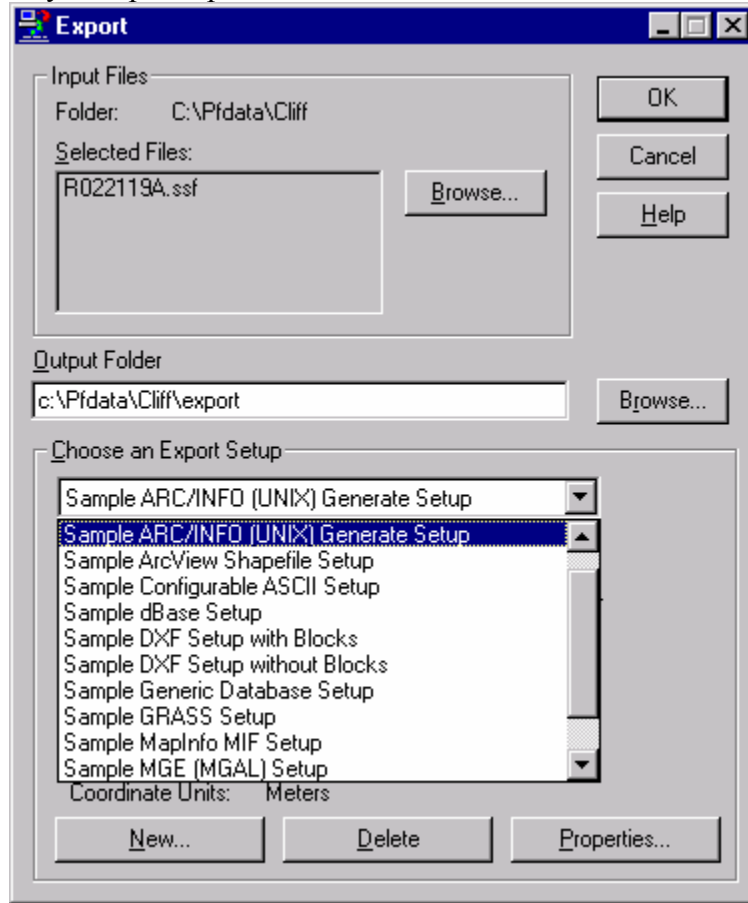 Export
Input Files
Folder: C:\Pfdata\Cliff
Selected Files:
R022119A.ssf
Browse...
OK
Cancel
Help
Output Folder
c:\Pfdata\Cliff\export
Browse...
Choose an Export Setup
Sample ARC/INFO (UNIX) Generate Setup
Sample ARC/INFO (UNIX) Generate Setup
Sample ArcView Shapefile Setup
Sample Configurable ASCII Setup
Sample dBase Setup
Sample DXF Setup with Blocks
Sample DXF Setup without Blocks
Sample Generic Database Setup
Sample GRASS Setup
Sample MapInfo MIF Setup
Sample MGE (MGAL) Setup
Coordinate Units: Meters
New...
Delete
Properties...